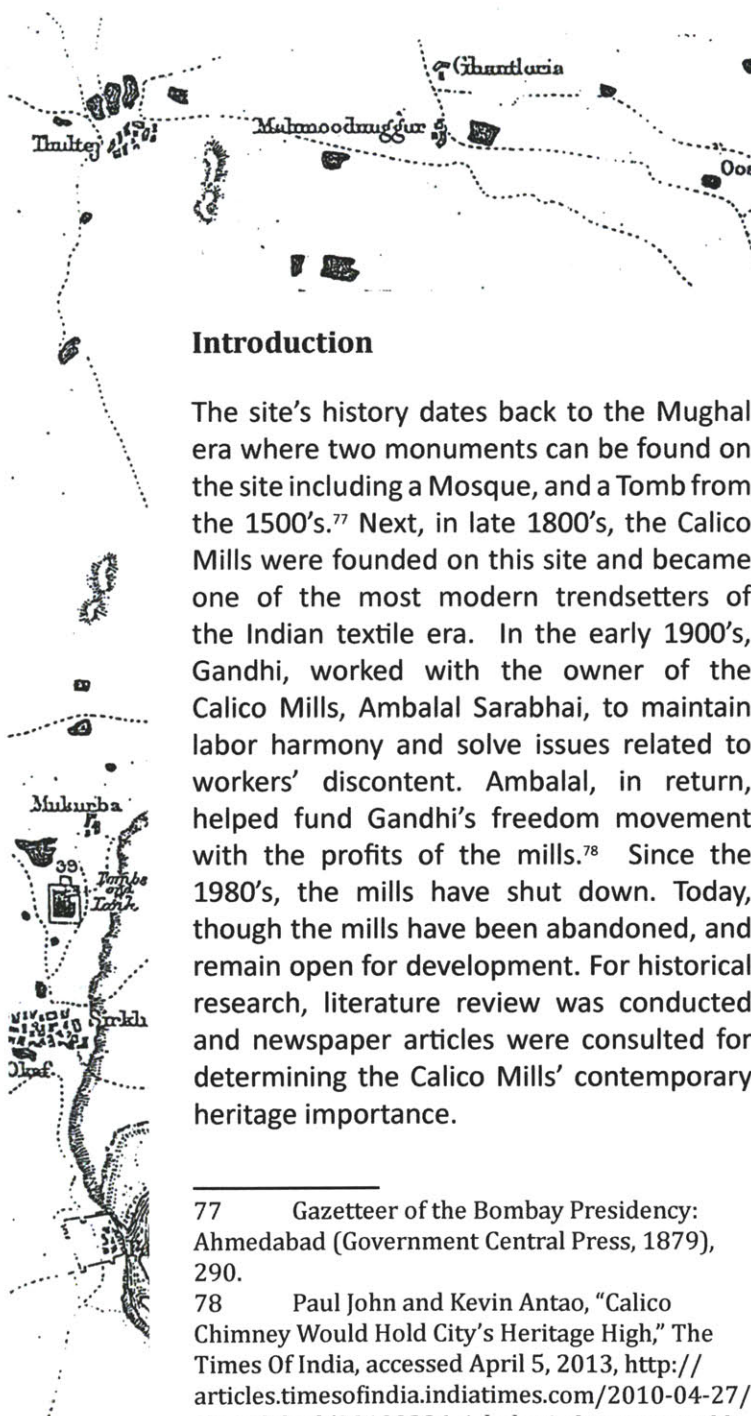 Ghantloria
Thultej
Mahmoodnuggur
Introduction
The site's history dates back to the Mughal
era where two monuments can be found on
the site including a Mosque, and a Tomb from
the 1500's.77 Next, in late 1800's, the Calico
Mills were founded on this site and became
one of the most modern trendsetters of
the Indian textile era. In the early 1900's,
Gandhi, worked with the owner of the
Calico Mills, Ambalal Sarabhai, to maintain
labor harmony and solve issues related to
workers' discontent. Ambalal, in return,
helped fund Gandhi's freedom movement
with the profits of the mills.78 Since the
1980's, the mills have shut down. Today,
though the mills have been abandoned, and
remain open for development. For historical
research, literature review was conducted
and newspaper articles were consulted for
determining the Calico Mills' contemporary
heritage importance.
Mukurba
39
Tombs
and
Tank
77 Gazetteer of the Bombay Presidency:
Ahmedabad (Government Central Press, 1879),
290.
78 Paul John and Kevin Antao, "Calico
Chimney Would Hold City's Heritage High," The
Times Of India, accessed April 5, 2013, http://
articles.timesofindia.indiatimes.com/2010-04-27/